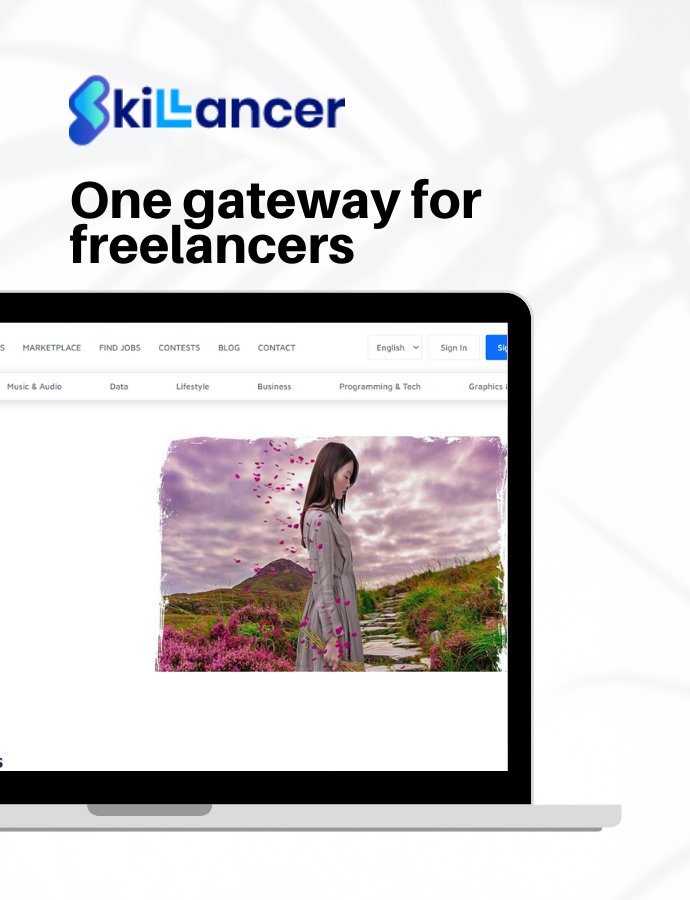 SkilLancer
One gateway for
freelancers
S MARKETPLACE FIND JOBS CONTESTS BLOG CONTACT English Sign In Sig
Music & Audio Data Lifestyle Business Programming & Tech Graphics
s